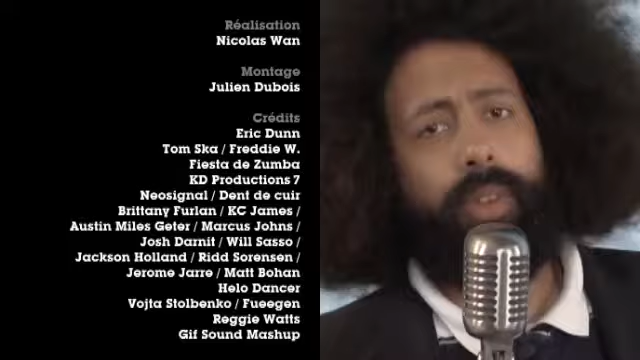 Réalisation
Nicolas Wan
Montage
Julien Dubois
Crédits
Eric Dunn
Tom Ska / Freddie W.
Fiesta de Zumba
KD Productions 7
Neosignal / Dent de cuir
Brittany Furlan / KC James /
Austin Miles Geter / Marcus Johns /
Josh Darnit / Will Sasso /
Jackson Holland / Ridd Sorensen /
Jerome Jarre / Matt Bohan
Helo Dancer
Vojta Stolbenko / Fueegen
Reggie Watts
Gif Sound Mashup